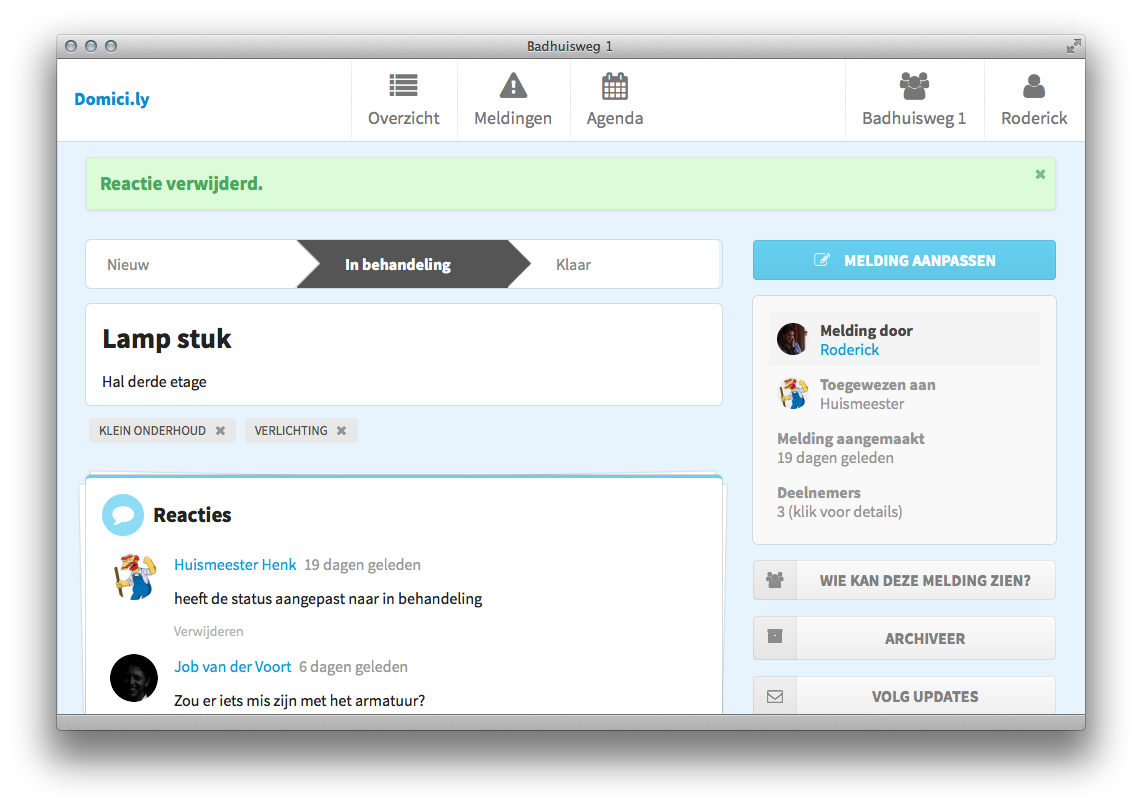 Badhuisweg 1
Domici.ly
Overzicht
Meldingen
Agenda
Badhuisweg 1
Roderick
Reactie verwijderd.
Nieuw
In behandeling
Klaar
MELDING AANPASSEN
Lamp stuk
Hal derde etage
KLEIN ONDERHOUD
VERLICHTING
Melding door
Roderick
Toegewezen aan
Huismeester
Melding aangemaakt
19 dagen geleden
Deelnemers
3 (klik voor details)
Reacties
Huismeester Henk 19 dagen geleden
heeft de status aangepast naar in behandeling
Verwijderen
Job van der Voort 6 dagen geleden
Zou er iets mis zijn met het armatuur?
WIE KAN DEZE MELDING ZIEN?
ARCHIVEER
VOLG UPDATES